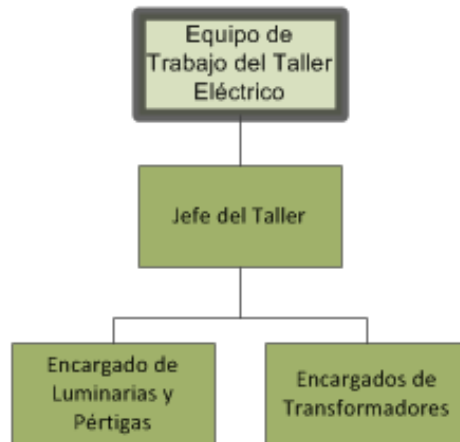 Equipo de
Trabajo del Taller
Eléctrico
Jefe del Taller
Encargado de
Luminarias y
Pértigas
Encargados de
Transformadores